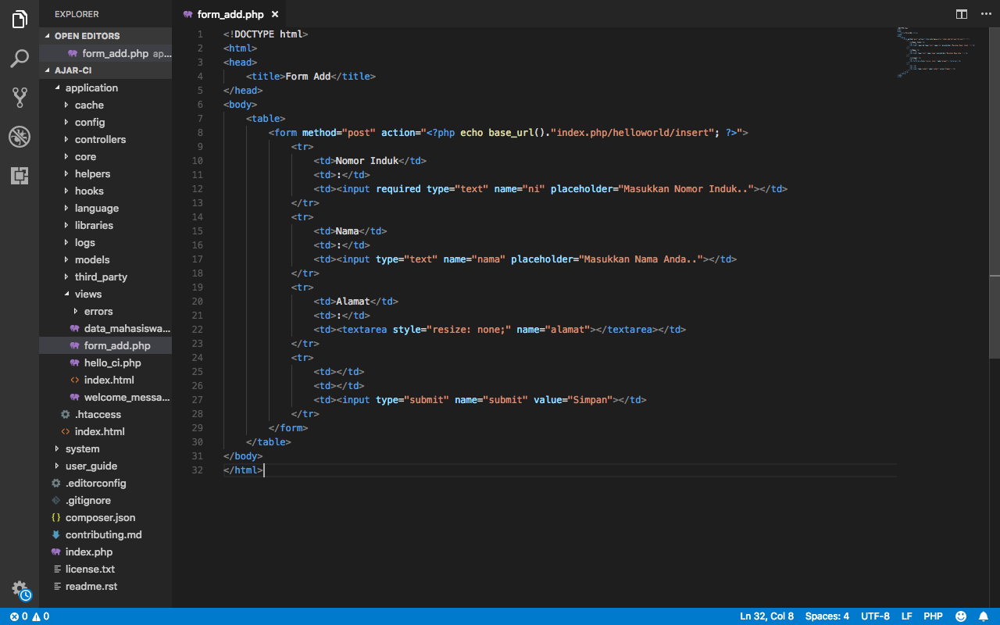 EXPLORER
OPEN EDITORS
form_add.php ap...
AJAR-CI
application
cache
config
controllers
core
helpers
hooks
language
libraries
logs
models
third_party
views
errors
data_mahasiswa...
form_add.php
hello_ci.php
index.html
welcome_messa...
.htaccess
index.html
system
user_guide
.editorconfig
.gitignore
composer.json
contributing.md
index.php
license.txt
readme.rst
form_add.php
1 <!DOCTYPE html>
2 <html>
3 <head>
4     <title>Form Add</title>
5 </head>
6 <body>
7     <table>
8         <form method="post" action="<?php echo base_url()."index.php/helloworld/insert"; ?>">
9             <tr>
10                 <td>Nomor Induk</td>
11                 <td>:</td>
12                 <td><input required type="text" name="ni" placeholder="Masukkan Nomor Induk.."></td>
13             </tr>
14             <tr>
15                 <td>Nama</td>
16                 <td>:</td>
17                 <td><input type="text" name="nama" placeholder="Masukkan Nama Anda.."></td>
18             </tr>
19             <tr>
20                 <td>Alamat</td>
21                 <td>:</td>
22                 <td><textarea style="resize: none;" name="alamat"></textarea></td>
23             </tr>
24             <tr>
25                 <td></td>
26                 <td></td>
27                 <td><input type="submit" name="submit" value="Simpan"></td>
28             </tr>
29         </form>
30     </table>
31 </body>
32 </html>
0 0
Ln 32, Col 8 Spaces: 4 UTF-8 LF PHP